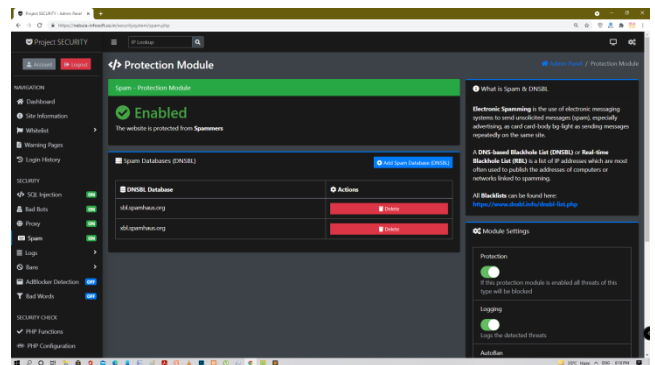 Project SECURITY - Admin Panel
Project SECURITY
IP Lookup
Protection Module
Admin Panel / Protection Module
Account
Logout
NAVIGATION
Dashboard
Site Information
Whitelist
Warning Pages
Login History
SECURITY
SQL Injection ON
Bad Bots ON
Proxy ON
Spam ON
Logs
Bans
AdBlocker Detection OFF
Bad Words OFF
SECURITY CHECK
PHP Functions
PHP Configuration
Spam - Protection Module
Enabled
The website is protected from Spammers
Spam Databases (DNSBL)
Add Spam Database (DNSBL)
DNSBL Database
Actions
sbl.spamhaus.org
Delete
xbl.spamhaus.org
Delete
What is Spam & DNSBL
Electronic Spamming is the use of electronic messaging
systems to send unsolicited messages (spam), especially
advertising, as card card-body bg-light as sending messages
repeatedly on the same site.
A DNS-based Blackhole List (DNSBL) or Real-time
Blackhole List (RBL) is a list of IP addresses which are most
often used to publish the addresses of computers or
networks linked to spamming.
All Blacklists can be found here:
https://www.dnsbl.info/dnsbl-list.php
Module Settings
Protection
If this protection module is enabled all threats of this
type will be blocked
Logging
Logs the detected threats
AutoBan